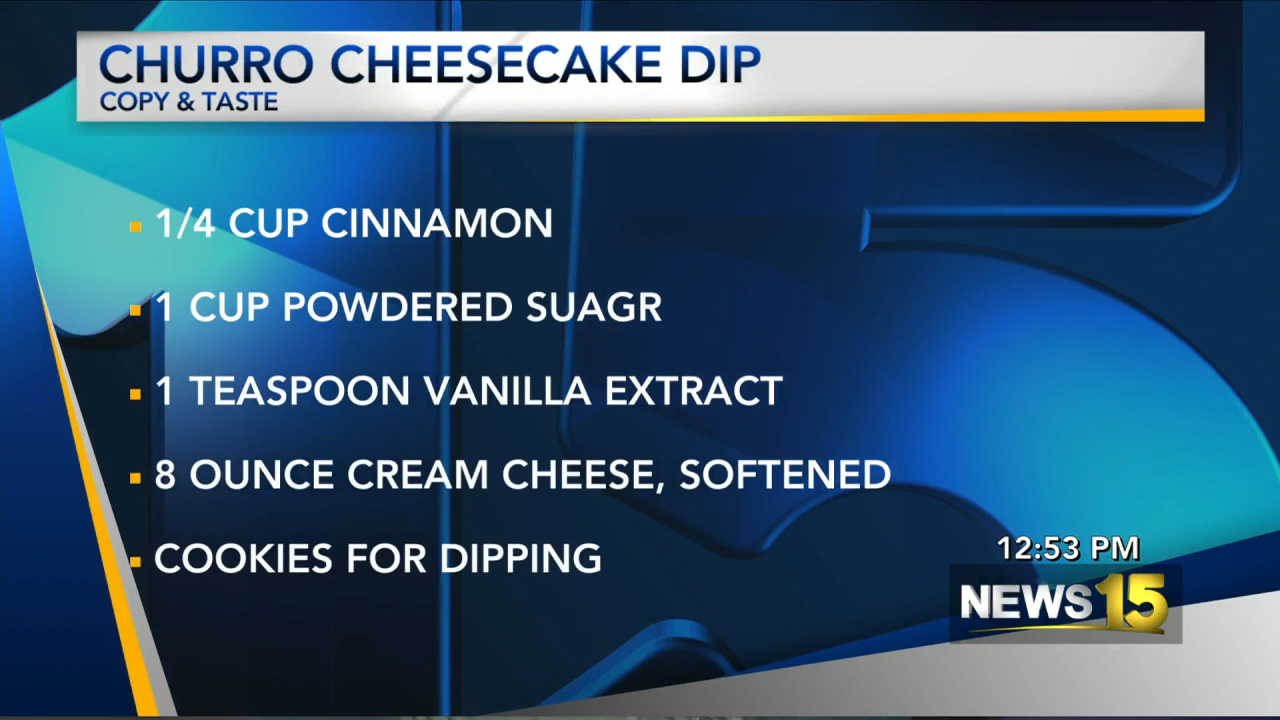 CHURRO CHEESECAKE DIP
COPY & TASTE
1/4 CUP CINNAMON
1 CUP POWDERED SUAGR
1 TEASPOON VANILLA EXTRACT
8 OUNCE CREAM CHEESE, SOFTENED
COOKIES FOR DIPPING
12:53 PM
NEWS 15